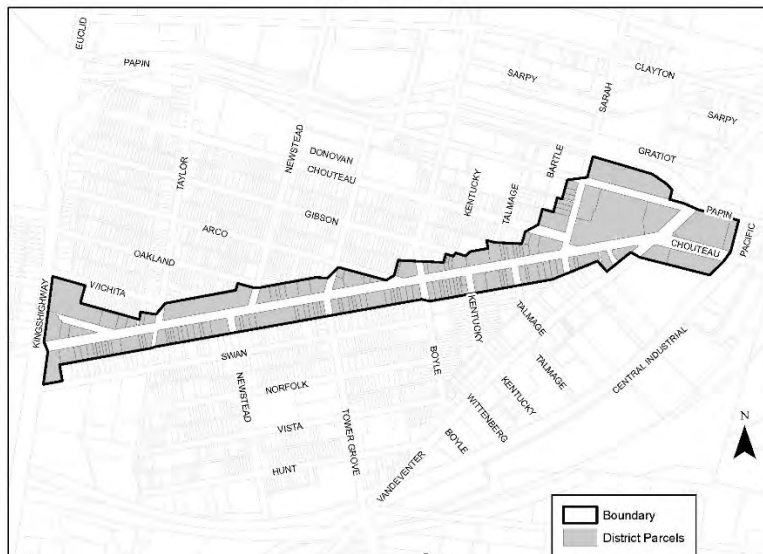 EUCLID
PAPIN
CLAYTON
SARPY
SARAH
SARPY
NEWSTEAD
DONOVAN
CHOUTEAU
GRATIOT
BARTLE
TAYLOR
KENTUCKY
TALMAGE
GIBSON
ARCO
PAPIN
CHOUTEAU
PACIFIC
OAKLAND
WICHITA
KINGSHIGHWAY
KENTUCKY
TALMAGE
SWAN
BOYLE
CENTRAL INDUSTRIAL
TALMAGE
NEWSTEAD
NORFOLK
KENTUCKY
WITTENBERG
TOWER GROVE
VISTA
BOYLE
N
HUNT
VANDEVENTER
Boundary
District Parcels